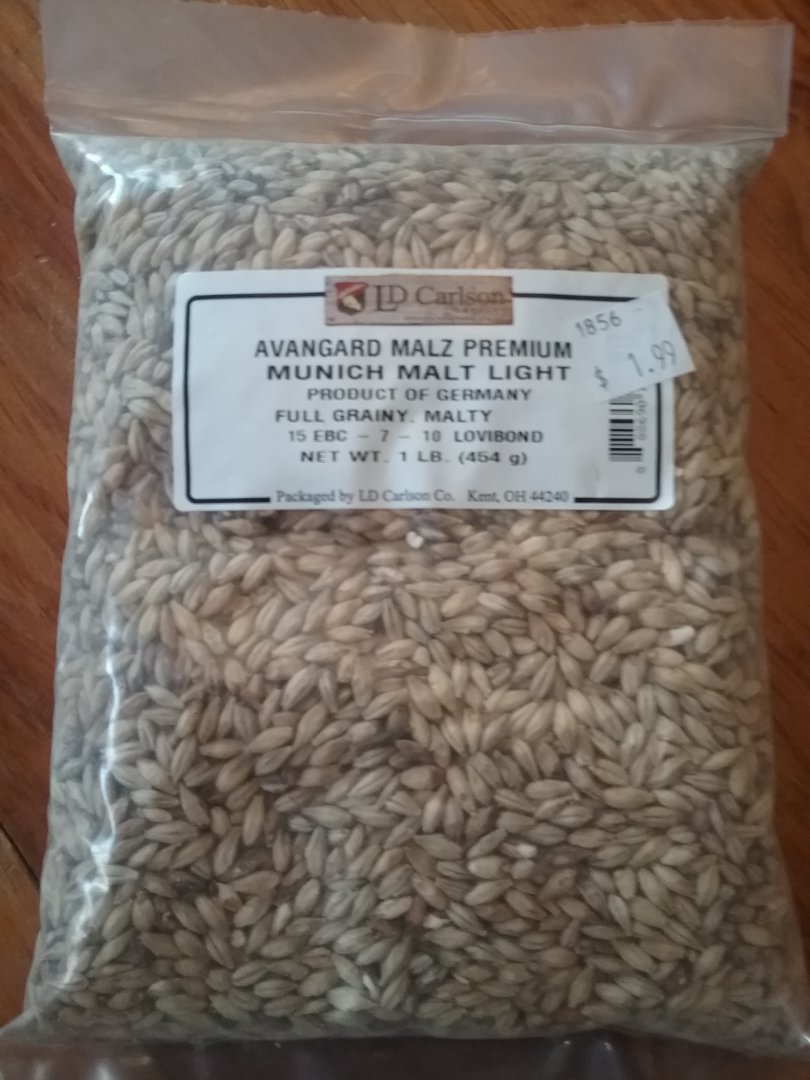 LD Carlson
1856
$ 1.99
AVANGARD MALZ PREMIUM
MUNICH MALT LIGHT
PRODUCT OF GERMANY
FULL GRAINY. MALTY
15 EBC - 7 - 10 LOVIBOND
NET WT. 1 LB. (454 g)
Packaged by LD Carlson Co. Kent, OH 44240